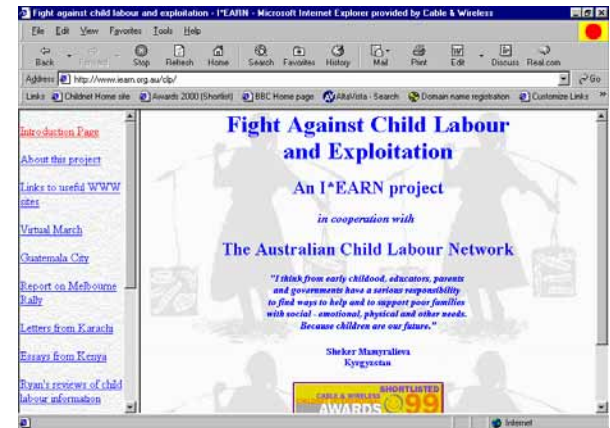 Fight against child labour and exploitation - I*EARN - Microsoft Internet Explorer provided by Cable & Wireless
File Edit View Favorites Tools Help
Back Forward Stop Refresh Home Search Favorites History Mail Print Edit Discuss Real.com
Address http://www.iearn.org.au/clp/ Go
Links Childnet Home site Awards 2000 (Shortlist) BBC Home page AltaVista - Search Domain name registration Customize Links
Introduction Page
About this project
Links to useful WWW
sites
Virtual March
Guatemala City
Report on Melbourne
Rally
Letters from Karachi
Essays from Kenya
Ryan's reviews of child
labour information
Fight Against Child Labour
and Exploitation
An I*EARN project
in cooperation with
The Australian Child Labour Network
"I think from early childood, educators, parents
and governments have a serious responsibility
to find ways to help and to support poor families
with social - emotional, physical and other needs.
Because children are our future."
Sheker Mamyralieva
Kyrgyzstan
CABLE & WIRELESS SHORTLISTED
AWARDS 99
Internet